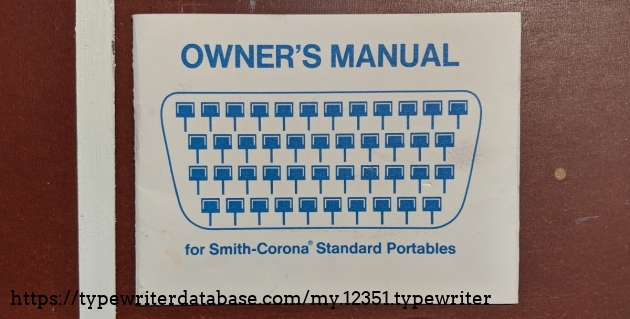 OWNER'S MANUAL
for Smith-Corona® Standard Portables
https://typewriterdatabase.com/my.12351.typewriter